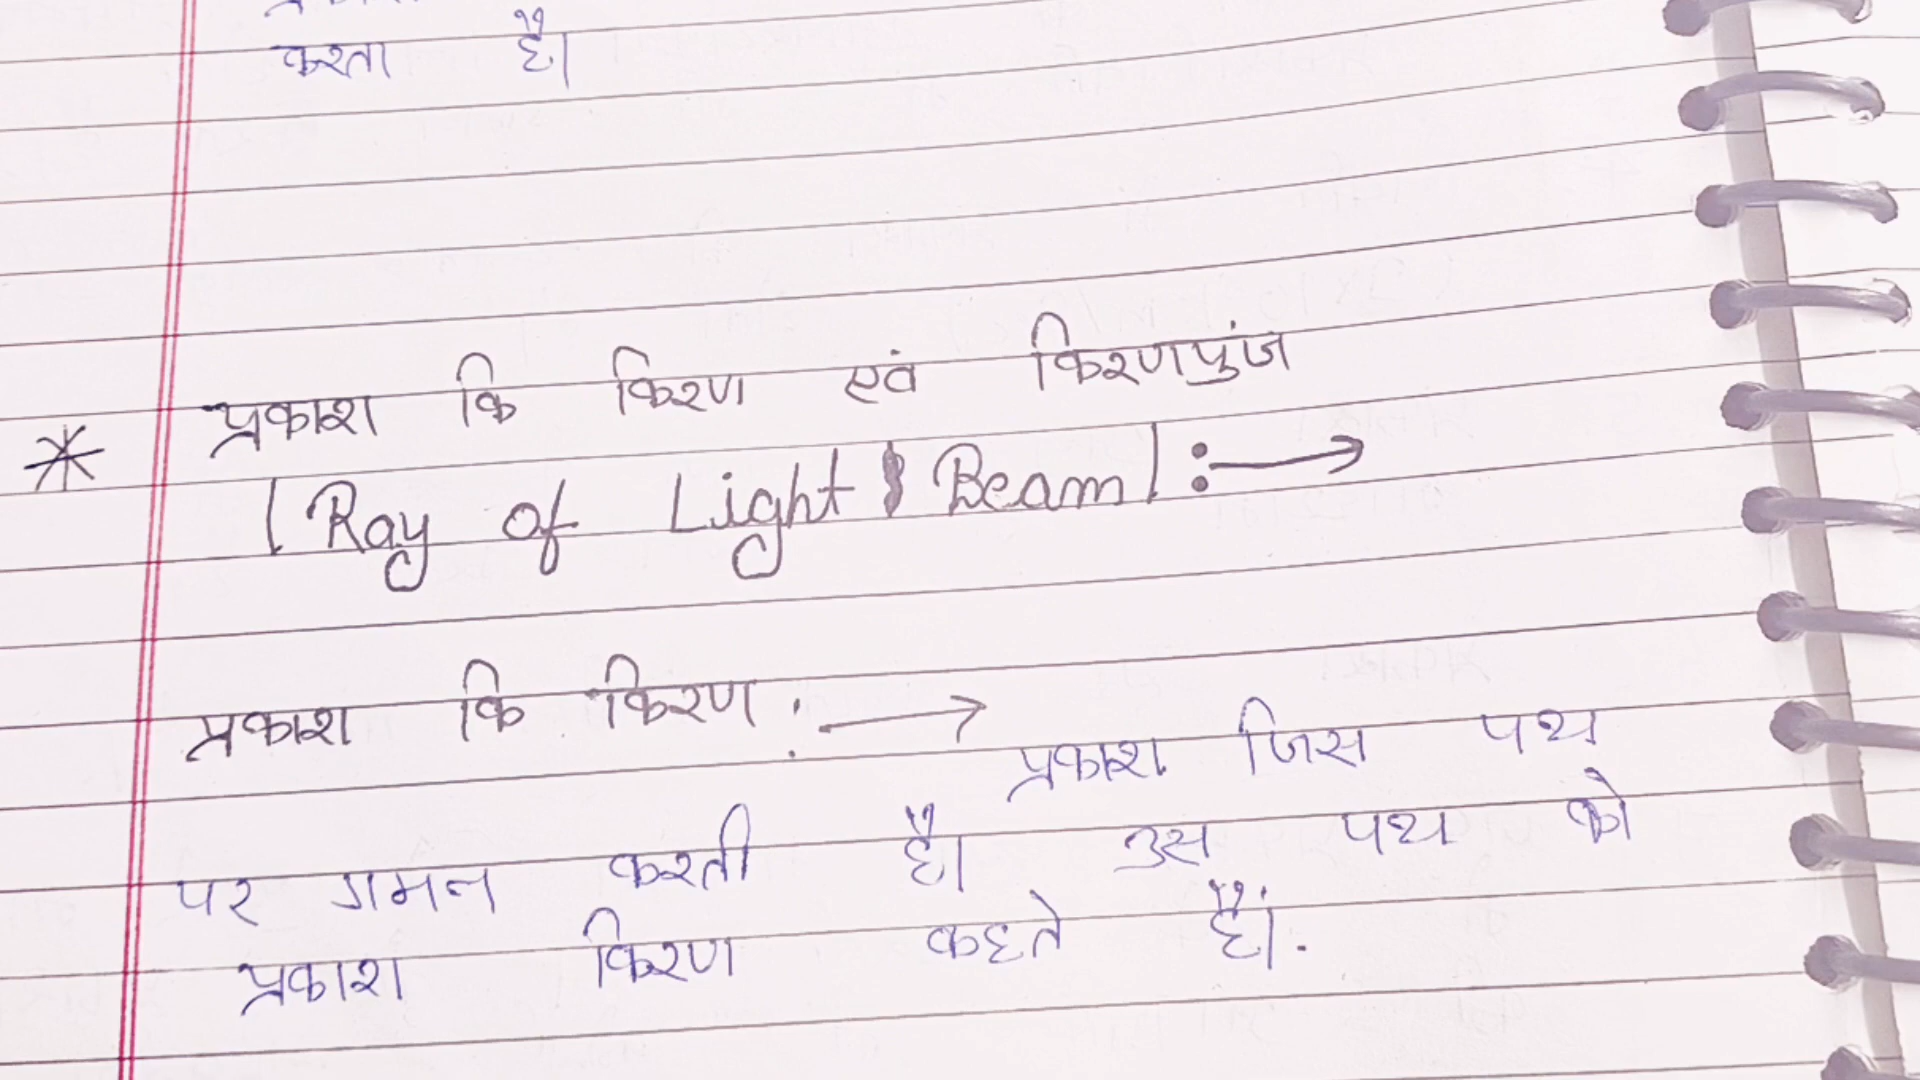 करता है।
* प्रकाश कि किरण एवं किरणपुंज
(Ray of Light Beam) :→
प्रकाश कि किरण :→ प्रकाश जिस पथ
पर गमन करती है। उस पथ को
प्रकाश किरण कहते हैं।.